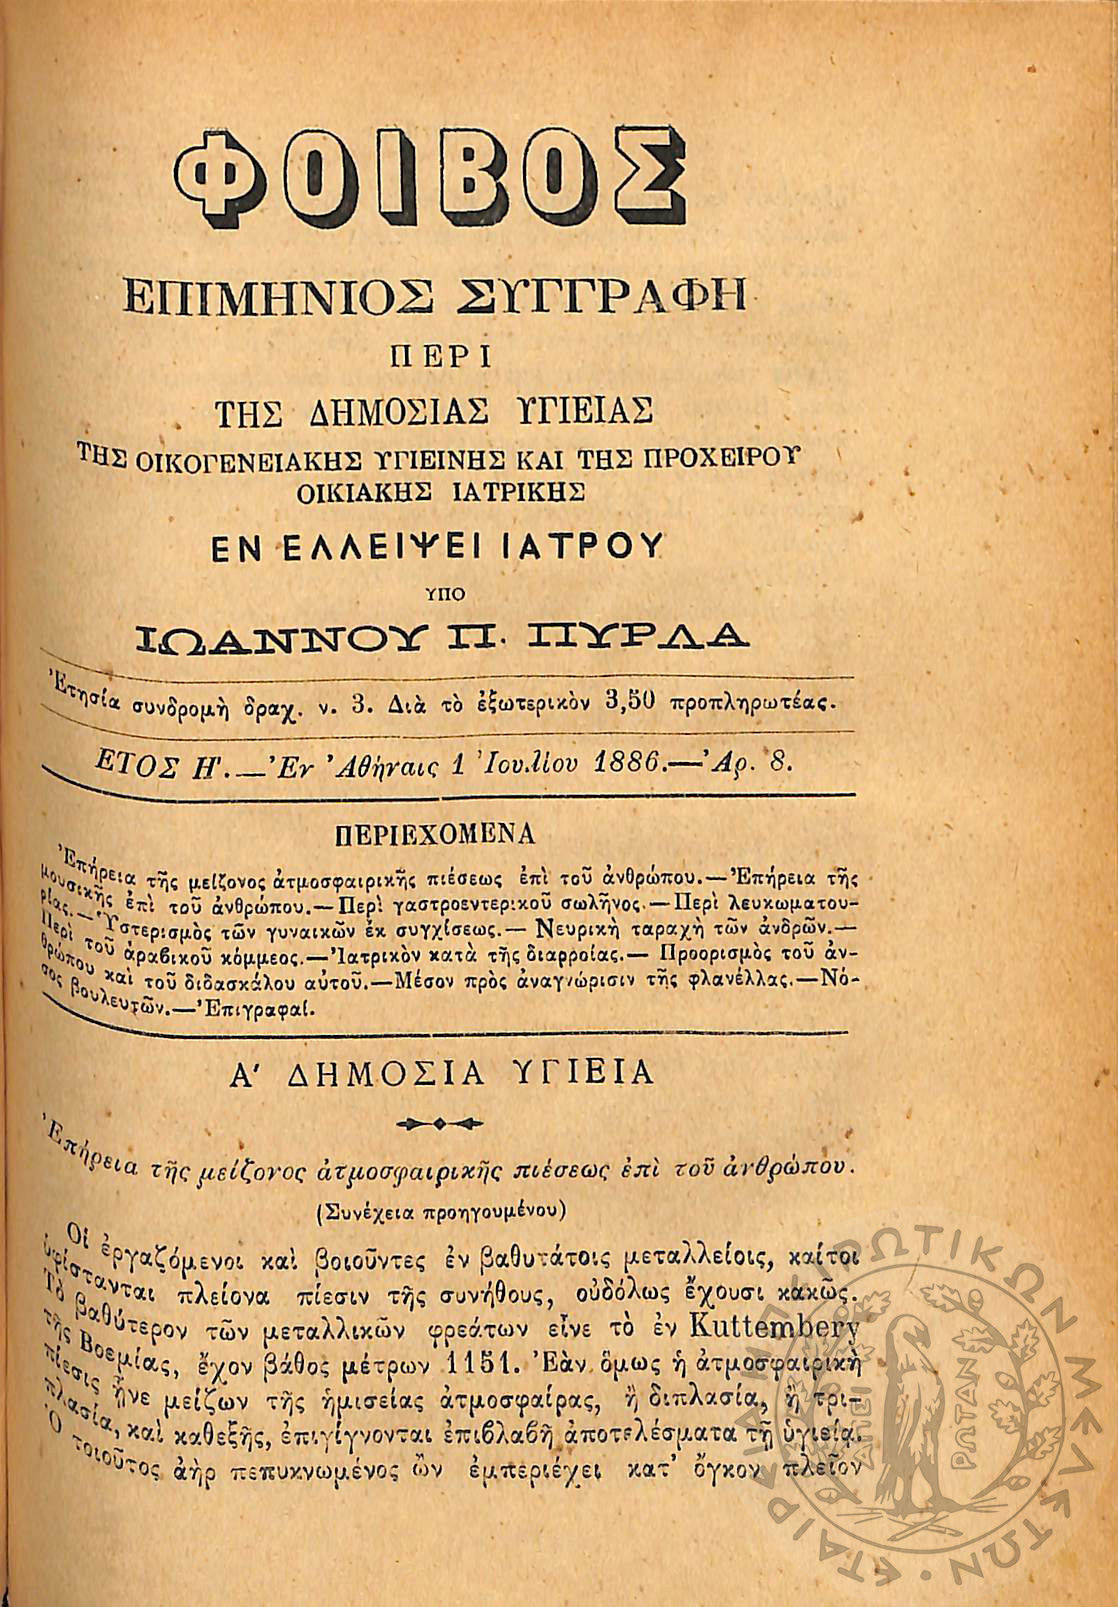 ΦΟΙΒΟΣ
ΕΠΙΜΗΝΙΟΣ ΣΥΓΓΡΑΦΗ
ΠΕΡΙ
ΤΗΣ ΔΗΜΟΣΙΑΣ ΥΓΙΕΙΑΣ
ΤΗΣ ΟΙΚΟΓΕΝΕΙΑΚΗΣ ΥΓΙΕΙΝΗΣ ΚΑΙ ΤΗΣ ΠΡΟΧΕΙΡΟΥ
ΟΙΚΙΑΚΗΣ ΙΑΤΡΙΚΗΣ
ΕΝ ΕΛΛΕΙΨΕΙ ΙΑΤΡΟΥ
ΥΠΟ
ΙΩΑΝΝΟΥ Π. ΠΥΡΛΑ
Ἐτησία συνδρομὴ δραχ. ν. 3. Διὰ τὸ ἐξωτερικὸν 3,50 προπληρωτέας.
ΕΤΟΣ Η'.—Ἐν Ἀθήναις 1 Ἰουλίου 1886.—Ἀρ. 8.
ΠΕΡΙΕΧΟΜΕΝΑ
Ἐπήρεια τῆς μείζονος ἀτμοσφαιρικῆς πιέσεως ἐπὶ τοῦ ἀνθρώπου.—Ἐπήρεια τῆς
μουσικῆς ἐπὶ τοῦ ἀνθρώπου.—Περὶ γαστροεντερικοῦ σωλῆνος.—Περὶ λευκωματου-
ρίας.—Ὑστερισμὸς τῶν γυναικῶν ἐκ συγχίσεως.—Νευρικὴ ταραχὴ τῶν ἀνδρῶν.—
Περὶ τοῦ ἀραβικοῦ κόμμεος.—Ἰατρικὸν κατὰ τῆς διαρροίας.—Προορισμὸς τοῦ ἀν-
θρώπου καὶ τοῦ διδασκάλου αὐτοῦ.—Μέσον πρὸς ἀναγνώρισιν τῆς φλανέλλας.—Νό-
σος βουλευτῶν.—Ἐπιγραφαί.
Α' ΔΗΜΟΣΙΑ ΥΓΙΕΙΑ
Ἐπήρεια τῆς μείζονος ἀτμοσφαιρικῆς πιέσεως ἐπὶ τοῦ ἀνθρώπου.
(Συνέχεια προηγουμένου)
Οἱ ἐργαζόμενοι καὶ βοιοῦντες ἐν βαθυτάτοις μεταλλείοις, καίτοι
ὑφίστανται πλείονα πίεσιν τῆς συνήθους, οὐδόλως ἔχουσι κακῶς.
Τὸ βαθύτερον τῶν μεταλλικῶν φρεάτων εἶνε τὸ ἐν Kuttembery
τῆς Βοεμίας, ἔχον βάθος μέτρων 1151. Ἐὰν ὅμως ἡ ἀτμοσφαιρικὴ
πίεσις ἦνε μείζων τῆς ἡμισείας ἀτμοσφαίρας, ἢ διπλασία, ἢ τρι-
πλασία, καὶ καθεξῆς, ἐπιγίγνονται ἐπιβλαβῆ ἀποτελέσματα τῇ ὑγιείᾳ.
Ὁ τοιοῦτος ἀὴρ πεπυκνωμένος ὢν ἐμπεριέχει κατ' ὄγκον πλεῖον
ΕΤΑΙΡΕΙΑ ΗΠΕΙΡΩΤΙΚΩΝ ΜΕΛΕΤΩΝ
ΑΠΕΙ ΡΩΤΑΝ